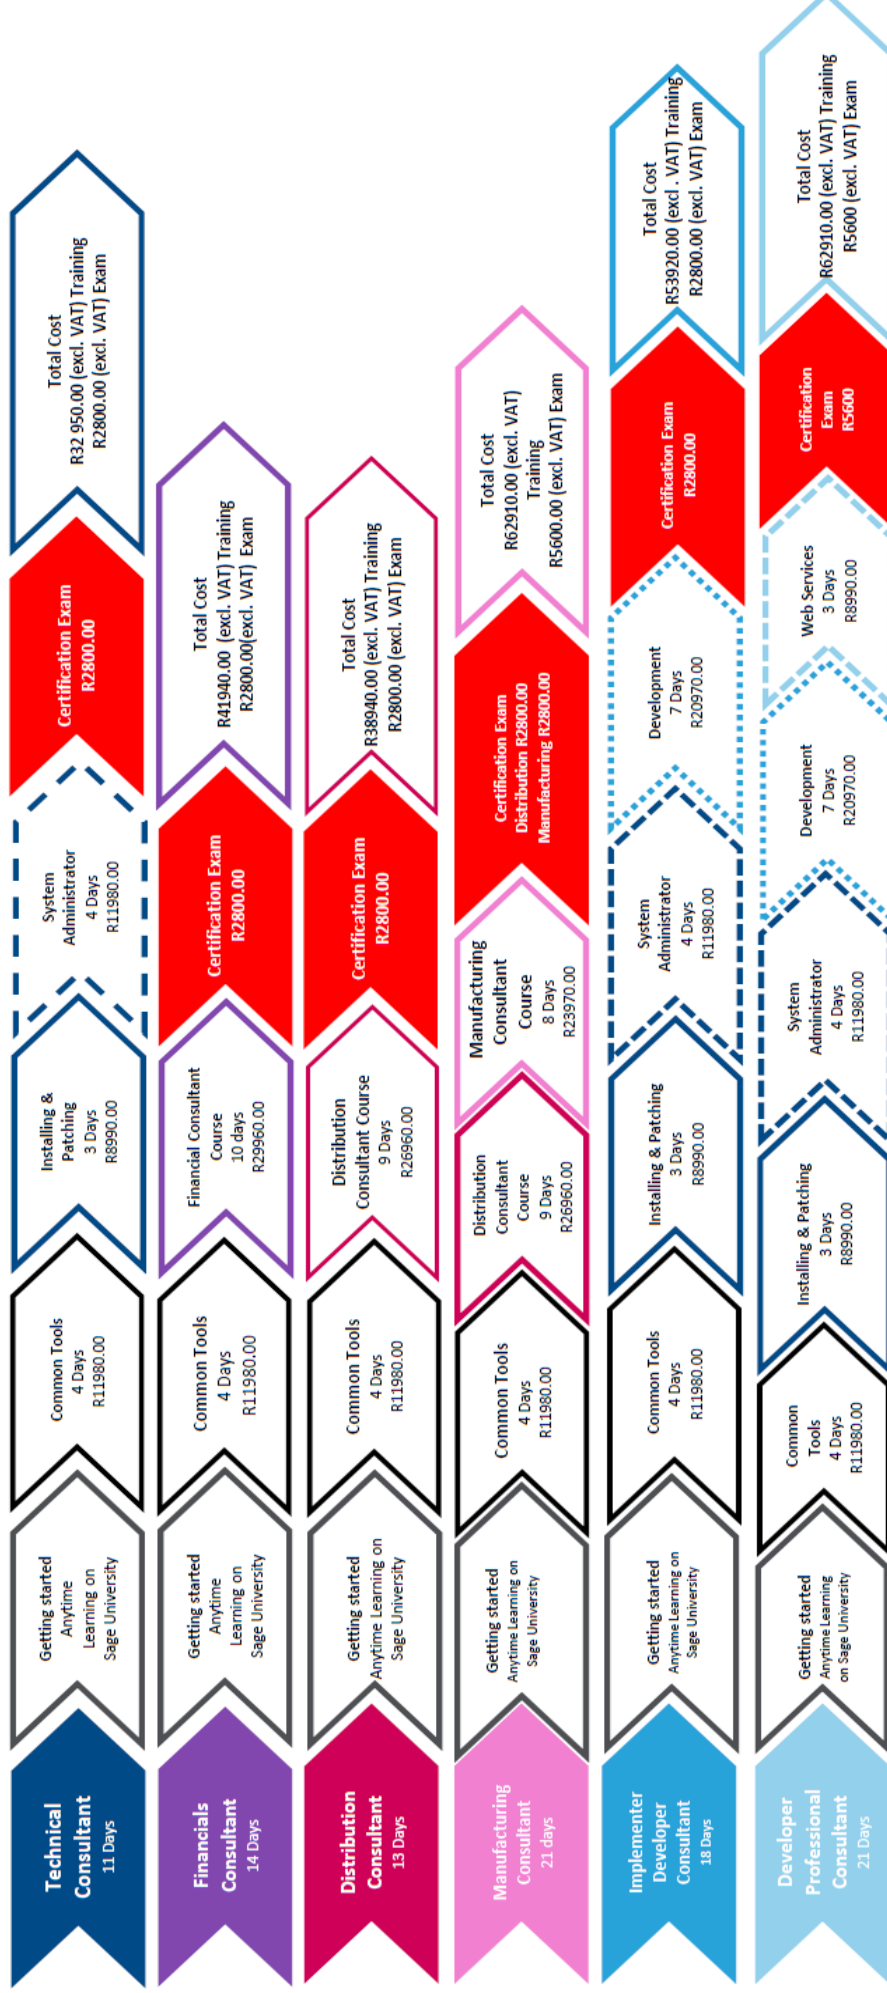 Technical
Consultant
11 Days
Getting started
Anytime
Learning on
Sage University
Common Tools
4 Days
R11980.00
Installing &
Patching
3 Days
R8990.00
System
Administrator
4 Days
R11980.00
Certification Exam
R2800.00
Total Cost
R32 950.00 (excl. VAT) Training
R2800.00 (excl. VAT) Exam
Financials
Consultant
14 Days
Getting started
Anytime
Learning on
Sage University
Common Tools
4 Days
R11980.00
Financial Consultant
Course
10 days
R29960.00
Certification Exam
R2800.00
Total Cost
R41940.00 (excl. VAT) Training
R2800.00(excl. VAT) Exam
Distribution
Consultant
13 Days
Getting started
Anytime Learning on
Sage University
Common Tools
4 Days
R11980.00
Distribution
Consultant Course
9 Days
R26960.00
Certification Exam
R2800.00
Total Cost
R38940.00 (excl. VAT) Training
R2800.00 (excl. VAT) Exam
Manufacturing
Consultant
21 days
Getting started
Anytime Learning on
Sage University
Common Tools
4 Days
R11980.00
Distribution
Consultant
Course
9 Days
R26960.00
Manufacturing
Consultant
Course
8 Days
R23970.00
Certification Exam
Distribution R2800.00
Manufacturing R2800.00
Total Cost
R62910.00 (excl. VAT)
Training
R5600.00 (excl. VAT) Exam
Implementer
Developer
Consultant
18 Days
Getting started
Anytime Learning on
Sage University
Common Tools
4 Days
R11980.00
Installing & Patching
3 Days
R8990.00
System
Administrator
4 Days
R11980.00
Development
7 Days
R20970.00
Certification Exam
R2800.00
Total Cost
R53920.00 (excl . VAT) Training
R2800.00 (excl. VAT) Exam
Developer
Professional
Consultant
21 Days
Getting started
Anytime Learning
on Sage University
Common
Tools
4 Days
R11980.00
Installing & Patching
3 Days
R8990.00
System
Administrator
4 Days
R11980.00
Development
7 Days
R20970.00
Web Services
3 Days
R8990.00
Certification
Exam
R5600
Total Cost
R62910.00 (excl. VAT) Training
R5600 (excl. VAT) Exam